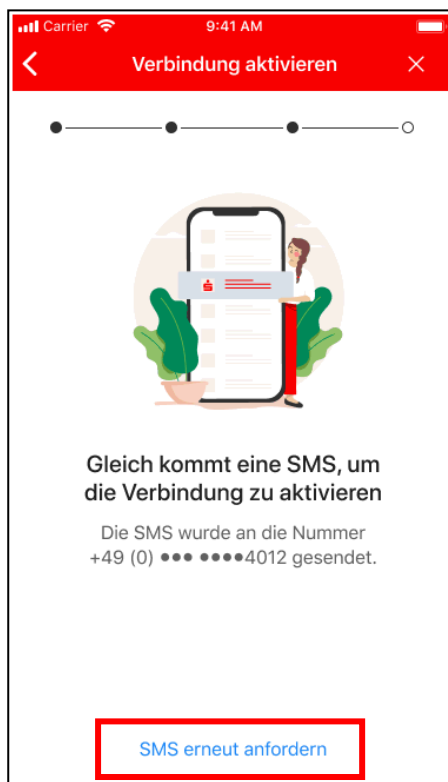 Carrier 9:41 AM
Verbindung aktivieren
Gleich kommt eine SMS, um
die Verbindung zu aktivieren
Die SMS wurde an die Nummer
+49 (0) ●●● ●●●●4012 gesendet.
SMS erneut anfordern